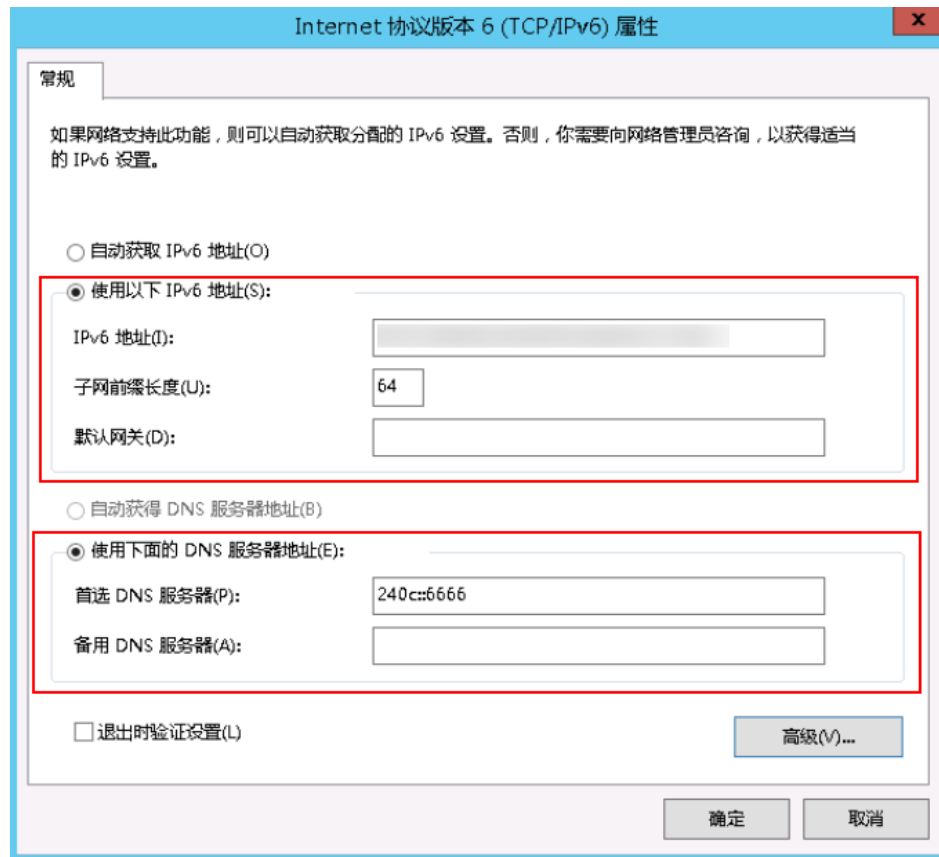 Internet 协议版本 6 (TCP/IPv6) 属性
x
常规
如果网络支持此功能，则可以自动获取分配的 IPv6 设置。否则，你需要向网络管理员咨询，以获得适当
的 IPv6 设置。
自动获取 IPv6 地址(O)
使用以下 IPv6 地址(S):
IPv6 地址(I):
子网前缀长度(U):
64
默认网关(D):
自动获得 DNS 服务器地址(B)
使用下面的 DNS 服务器地址(E):
首选 DNS 服务器(P):
240c::6666
备用 DNS 服务器(A):
退出时验证设置(L)
高级(V)...
确定
取消